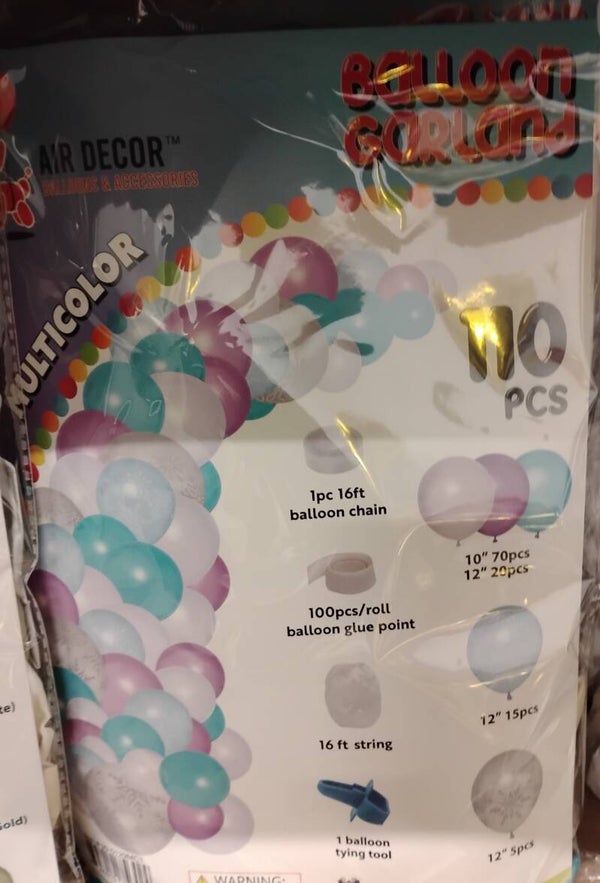 BALLOON
GARLAND
AIR DECOR™
BALLOONS & ACCESSORIES
MULTICOLOR
110
PCS
1pc 16ft
balloon chain
10" 70pcs
12" 20pcs
100pcs/roll
balloon glue point
12" 15pcs
16 ft string
1 balloon
tying tool
12" 5pcs
WARNING: